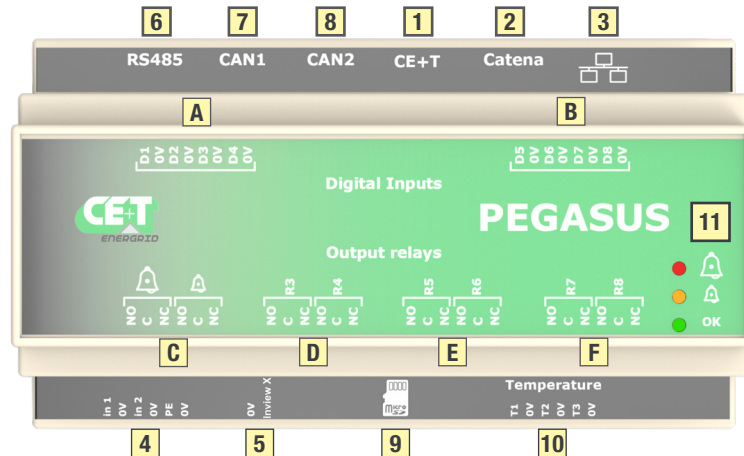 6 7 8 1 2 3
RS485 CAN1 CAN2 CE+T Catena
A B
D1 0V D2 0V D3 0V D4 0V D5 0V D6 0V D7 0V D8 0V
Digital Inputs
CE+T
ENERGRID
PEGASUS
11
Output relays
R3 R4 R5 R6 R7 R8
NO C NC NO C NC NO C NC NO C NC NO C NC NO C NC NO C NC NO C NC
OK
C D E F
in 1 0V in 2 0V PE 0V
0V Inview X
Micro SD
Temperature
T1 0V T2 0V T3 0V
4 5 9 10